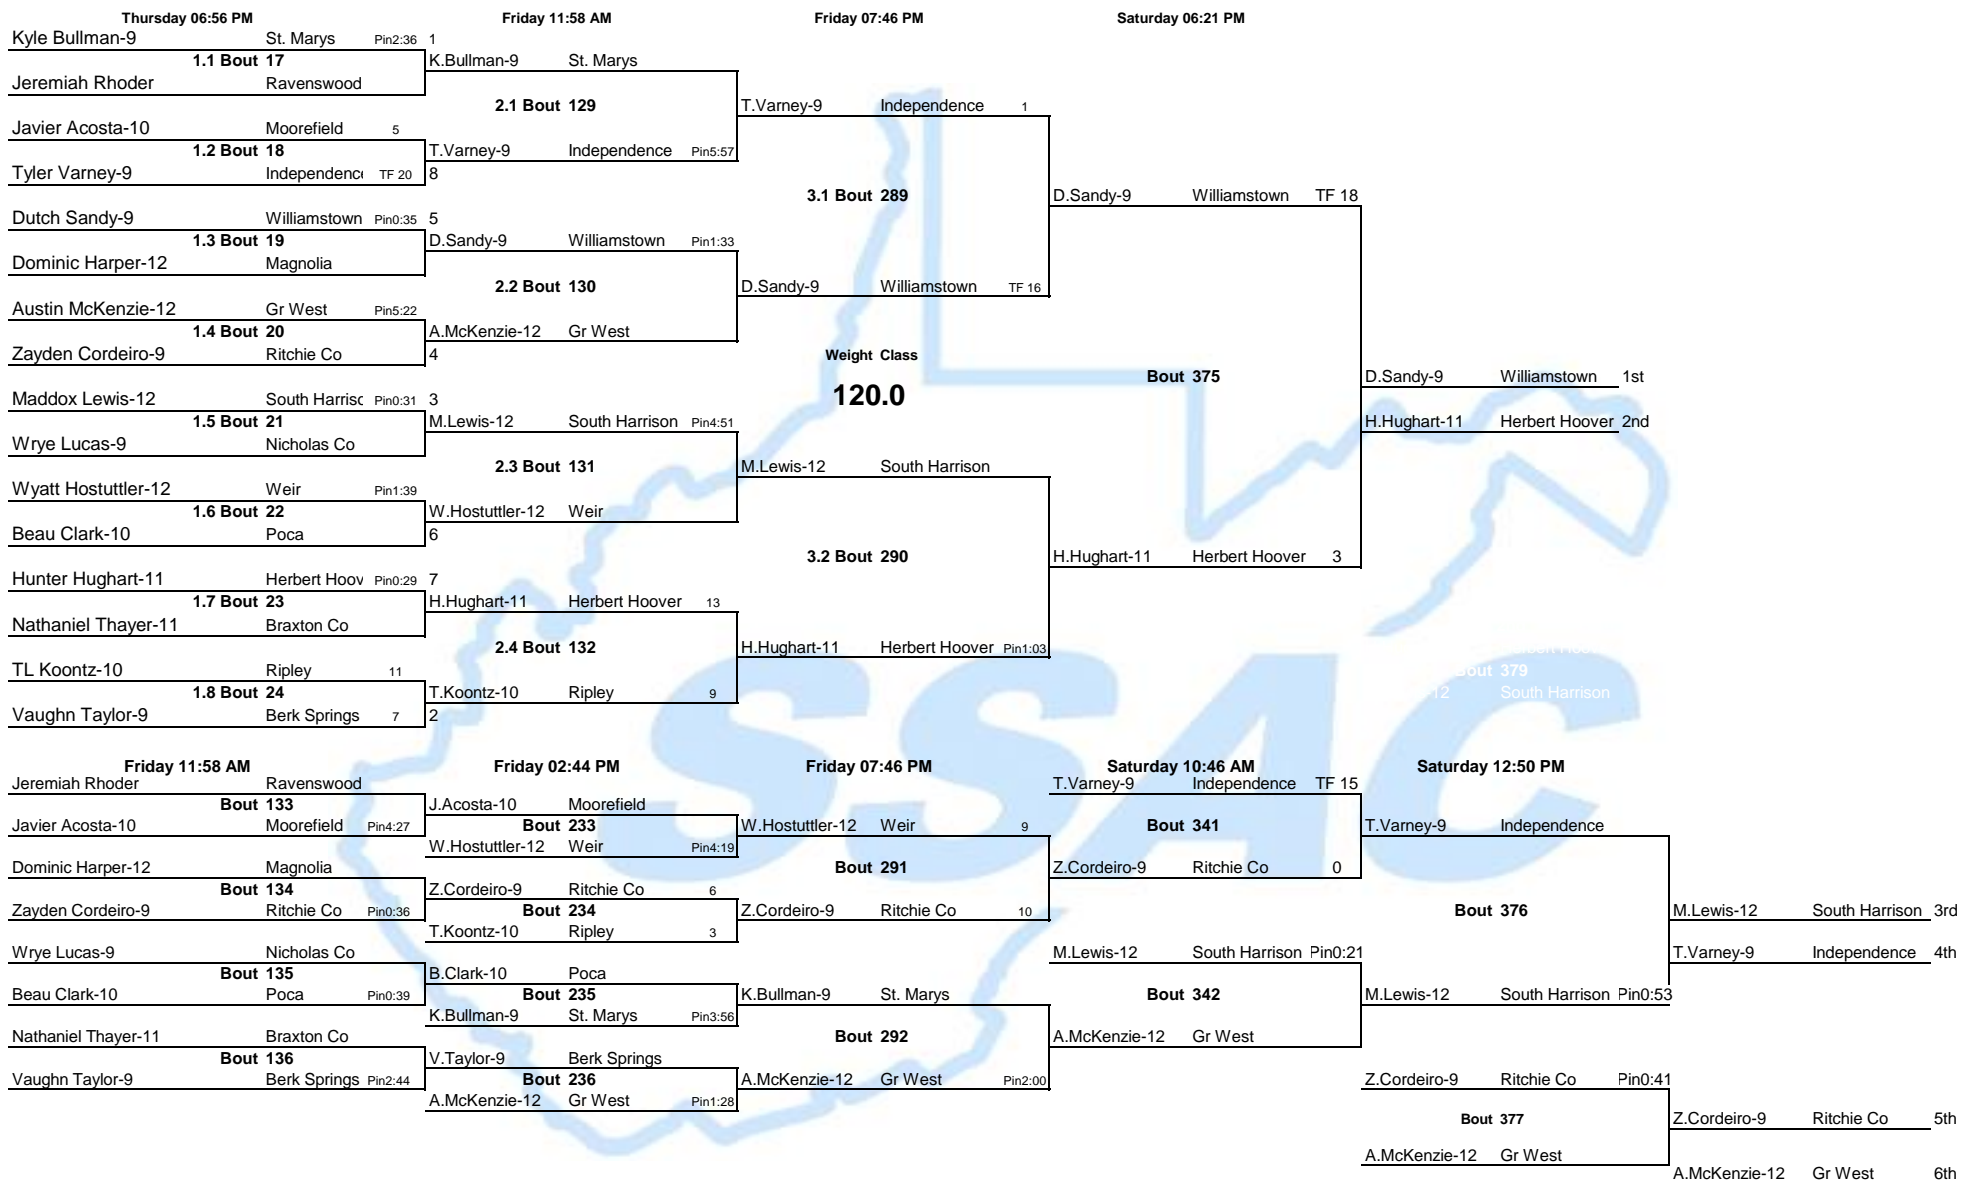 Thursday 06:56 PM Friday 11:58 AM Friday 07:46 PM Saturday 06:21 PM
Kyle Bullman-9 St. Marys Pin2:36 1
1.1 Bout 17 K.Bullman-9 St. Marys
Jeremiah Rhoder Ravenswood
2.1 Bout 129 T.Varney-9 Independence 1
Javier Acosta-10 Moorefield 5
1.2 Bout 18 T.Varney-9 Independence Pin5:57
Tyler Varney-9 Independence TF 20 8
3.1 Bout 289 D.Sandy-9 Williamstown TF 18
Dutch Sandy-9 Williamstown Pin0:35 5
1.3 Bout 19 D.Sandy-9 Williamstown Pin1:33
Dominic Harper-12 Magnolia
2.2 Bout 130 D.Sandy-9 Williamstown TF 16
Austin McKenzie-12 Gr West Pin5:22
1.4 Bout 20 A.McKenzie-12 Gr West
Zayden Cordeiro-9 Ritchie Co 4 Weight Class
Bout 375 D.Sandy-9 Williamstown 1st
Maddox Lewis-12 South Harrisc Pin0:31 3 120.0
1.5 Bout 21 M.Lewis-12 South Harrison Pin4:51 H.Hughart-11 Herbert Hoover 2nd
Wrye Lucas-9 Nicholas Co
2.3 Bout 131 M.Lewis-12 South Harrison
Wyatt Hostuttler-12 Weir Pin1:39
1.6 Bout 22 W.Hostuttler-12 Weir
Beau Clark-10 Poca 6
3.2 Bout 290 H.Hughart-11 Herbert Hoover 3
Hunter Hughart-11 Herbert Hoov Pin0:29 7
1.7 Bout 23 H.Hughart-11 Herbert Hoover 13
Nathaniel Thayer-11 Braxton Co
2.4 Bout 132 H.Hughart-11 Herbert Hoover Pin1:03
TL Koontz-10 Ripley 11 Bout 379
1.8 Bout 24 T.Koontz-10 Ripley 9 -12 South Harrison
Vaughn Taylor-9 Berk Springs 7 2
SSAC
Friday 11:58 AM Friday 02:44 PM Friday 07:46 PM Saturday 10:46 AM Saturday 12:50 PM
Jeremiah Rhoder Ravenswood T.Varney-9 Independence TF 15
Bout 133 J.Acosta-10 Moorefield
Javier Acosta-10 Moorefield Pin4:27 Bout 233 W.Hostuttler-12 Weir 9 Bout 341 T.Varney-9 Independence
W.Hostuttler-12 Weir Pin4:19
Dominic Harper-12 Magnolia Bout 291 Z.Cordeiro-9 Ritchie Co 0
Bout 134 Z.Cordeiro-9 Ritchie Co 6
Zayden Cordeiro-9 Ritchie Co Pin0:36 Bout 234 Z.Cordeiro-9 Ritchie Co 10 Bout 376 M.Lewis-12 South Harrison 3rd
T.Koontz-10 Ripley 3
Wrye Lucas-9 Nicholas Co M.Lewis-12 South Harrison Pin0:21 T.Varney-9 Independence 4th
Bout 135 B.Clark-10 Poca
Beau Clark-10 Poca Pin0:39 Bout 235 K.Bullman-9 St. Marys Bout 342 M.Lewis-12 South Harrison Pin0:53
K.Bullman-9 St. Marys Pin3:56
Nathaniel Thayer-11 Braxton Co Bout 292 A.McKenzie-12 Gr West
Bout 136 V.Taylor-9 Berk Springs
Vaughn Taylor-9 Berk Springs Pin2:44 Bout 236 A.McKenzie-12 Gr West Pin2:00 Z.Cordeiro-9 Ritchie Co Pin0:41
A.McKenzie-12 Gr West Pin1:28
Bout 377 Z.Cordeiro-9 Ritchie Co 5th
A.McKenzie-12 Gr West
A.McKenzie-12 Gr West 6th